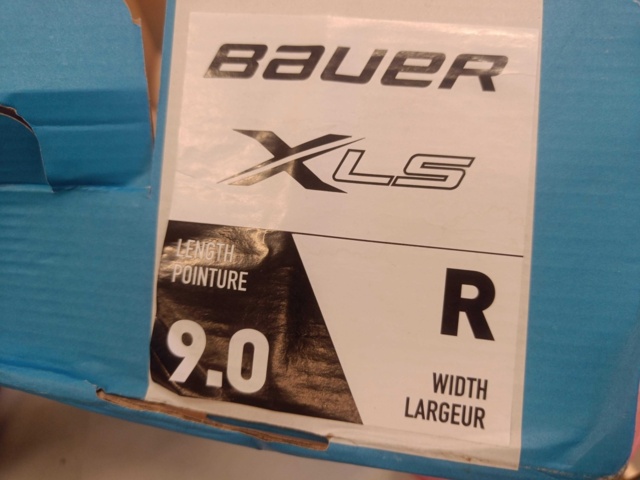 BAUER
XLS
LENGTH
POINTURE
9.0
R
WIDTH
LARGEUR